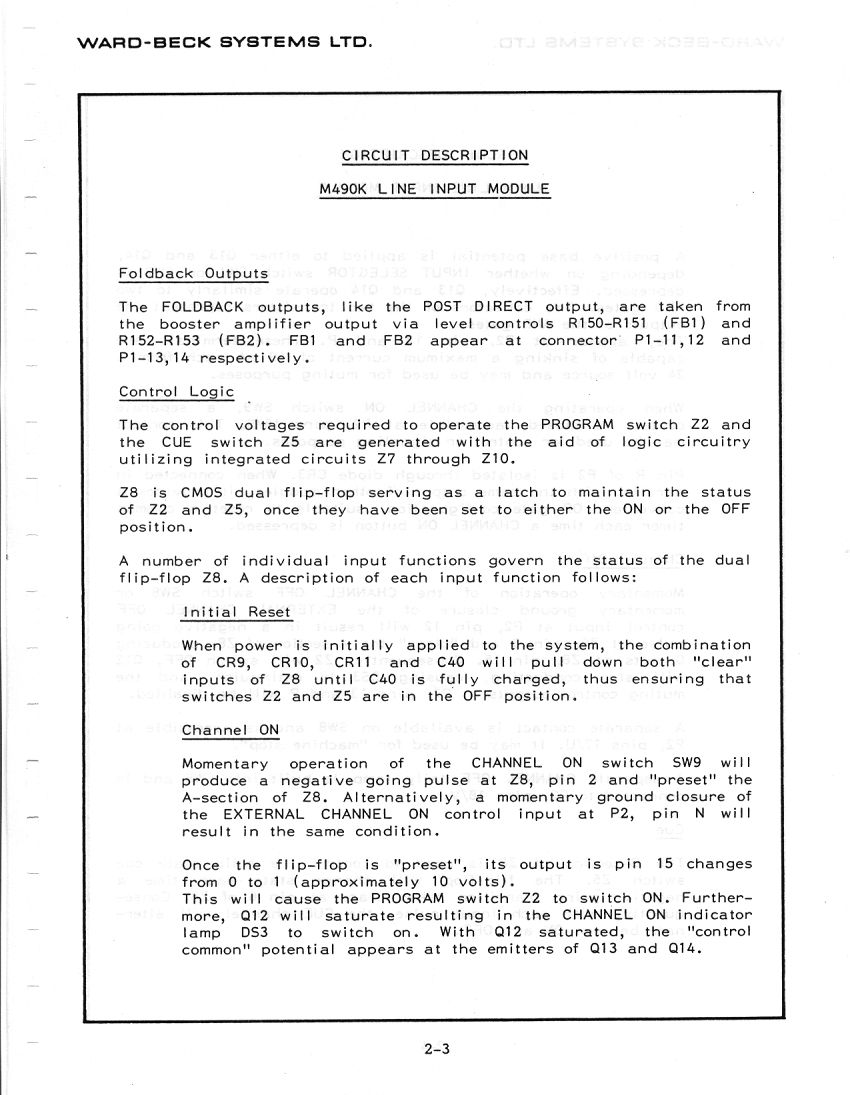 WARD-BECK SYSTEMS LTD.
CIRCUIT DESCRIPTION
M490K LINE INPUT MODULE
Foldback Outputs
The FOLDBACK outputs, like the POST DIRECT output, are taken from
the booster amplifier output via level controls R150-R151 (FB1) and
R152-R153 (FB2). FB1 and FB2 appear at connector P1-11,12 and
P1-13,14 respectively.
Control Logic
The control voltages required to operate the PROGRAM switch Z2 and
the CUE switch Z5 are generated with the aid of logic circuitry
utilizing integrated circuits Z7 through Z10.
Z8 is CMOS dual flip-flop serving as a latch to maintain the status
of Z2 and Z5, once they have been set to either the ON or the OFF
position.
A number of individual input functions govern the status of the dual
flip-flop Z8. A description of each input function follows:
Initial Reset
When power is initially applied to the system, the combination
of CR9, CR10, CR11 and C40 will pull down both "clear"
inputs of Z8 until C40 is fully charged, thus ensuring that
switches Z2 and Z5 are in the OFF position.
Channel ON
Momentary operation of the CHANNEL ON switch SW9 will
produce a negative going pulse at Z8, pin 2 and "preset" the
A-section of Z8. Alternatively, a momentary ground closure of
the EXTERNAL CHANNEL ON control input at P2, pin N will
result in the same condition.
Once the flip-flop is "preset", its output is pin 15 changes
from 0 to 1 (approximately 10 volts).
This will cause the PROGRAM switch Z2 to switch ON. Further-
more, Q12 will saturate resulting in the CHANNEL ON indicator
lamp DS3 to switch on. With Q12 saturated, the "control
common" potential appears at the emitters of Q13 and Q14.
2-3